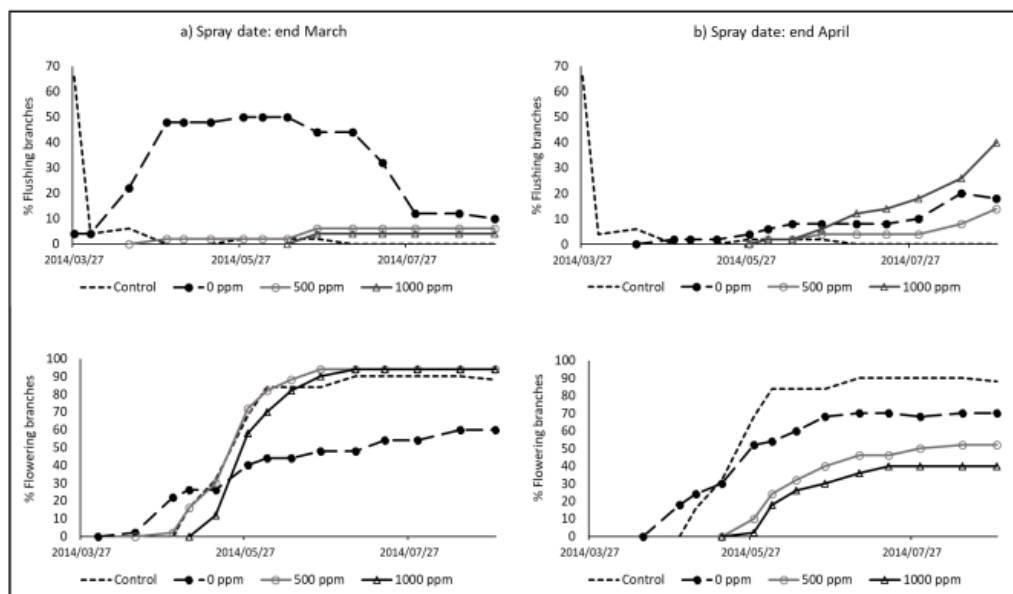 a) Spray date: end March
% Flushing branches
70
60
50
40
30
20
10
0
2014/03/27 2014/05/27 2014/07/27
Control 0 ppm 500 ppm 1000 ppm
b) Spray date: end April
% Flushing branches
70
60
50
40
30
20
10
0
2014/03/27 2014/05/27 2014/07/27
Control 0 ppm 500 ppm 1000 ppm
% Flowering branches
100
90
80
70
60
50
40
30
20
10
0
2014/03/27 2014/05/27 2014/07/27
Control 0 ppm 500 ppm 1000 ppm
% Flowering branches
100
90
80
70
60
50
40
30
20
10
0
2014/03/27 2014/05/27 2014/07/27
Control 0 ppm 500 ppm 1000 ppm